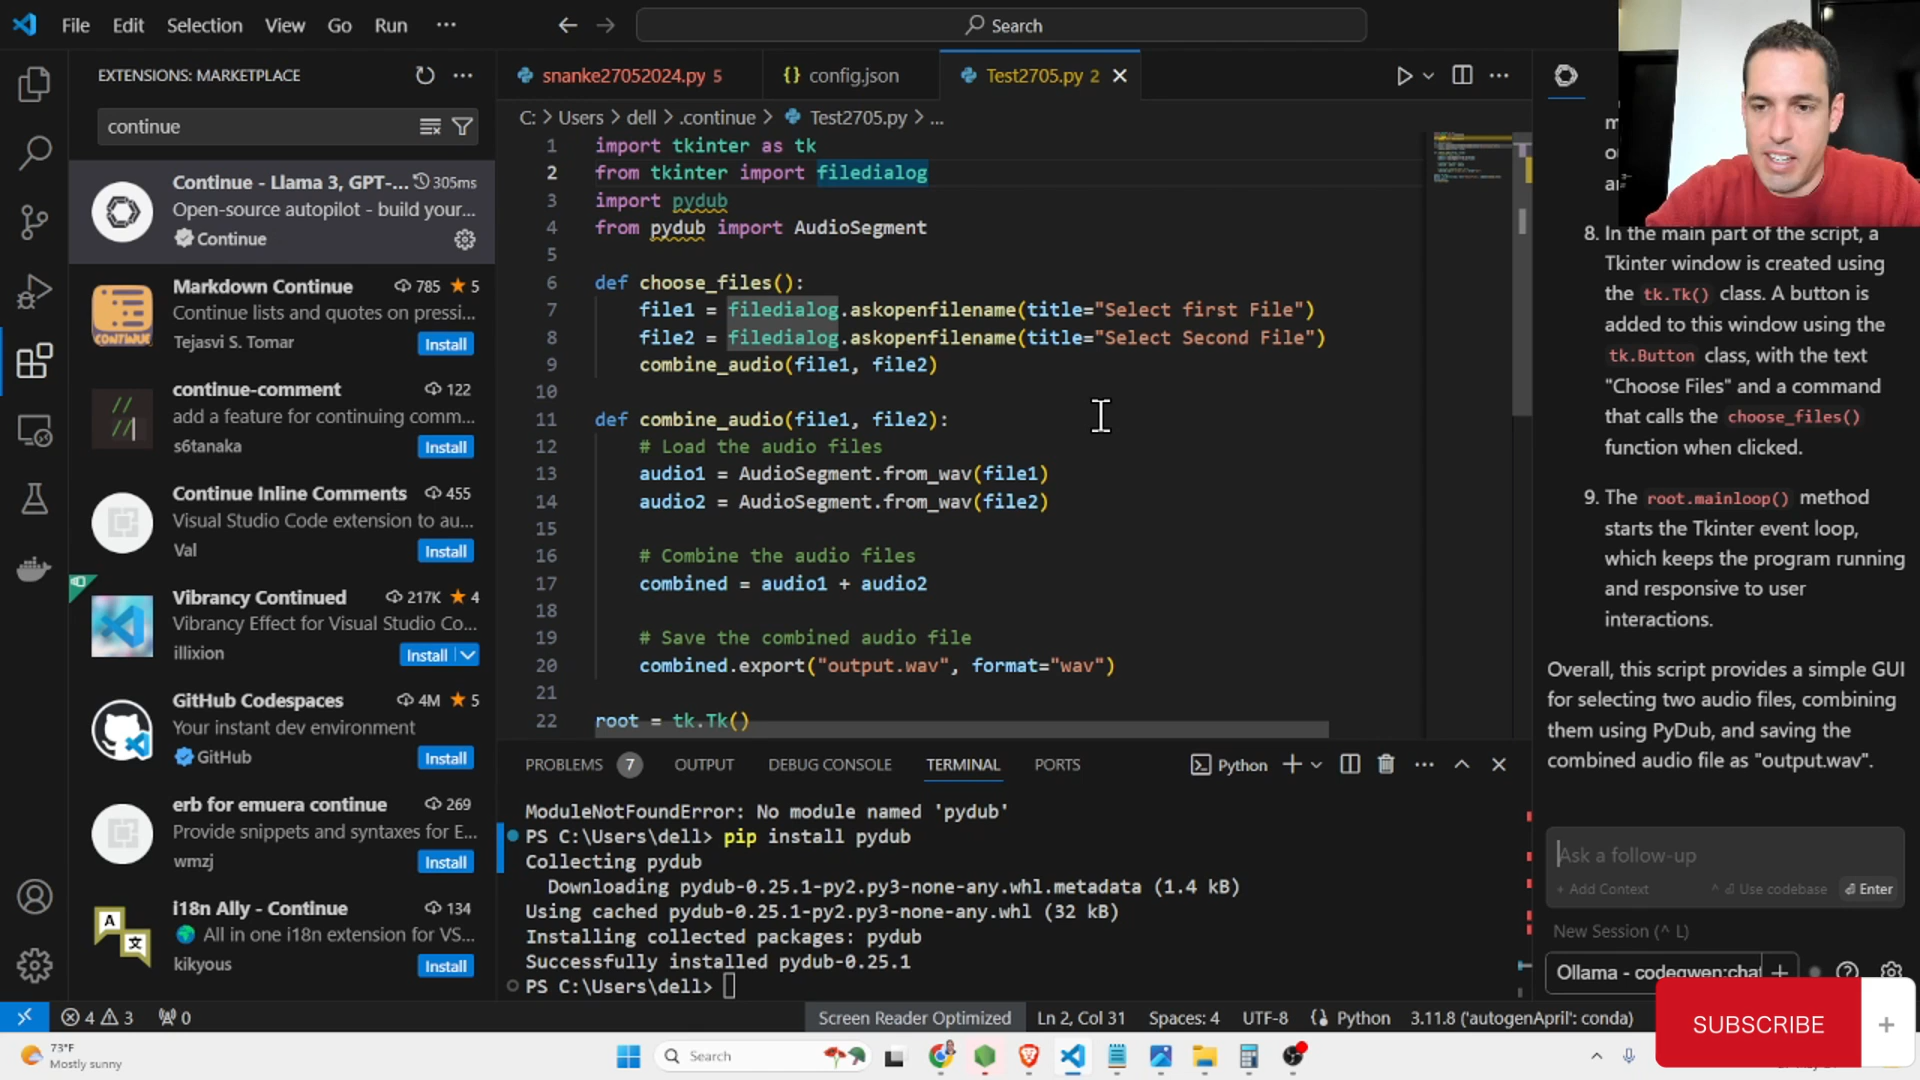 File Edit Selection View Go Run ···
Search
EXTENSIONS: MARKETPLACE
continue
Continue - Llama 3, GPT-... 305ms
Open-source autopilot - build your...
Continue
Markdown Continue 785 ★ 5
Continue lists and quotes on pressi...
Tejasvi S. Tomar Install
continue-comment 122
add a feature for continuing comm...
s6tanaka Install
Continue Inline Comments 455
Visual Studio Code extension to au...
Val Install
Vibrancy Continued 217K ★ 4
Vibrancy Effect for Visual Studio Co...
illixion Install
GitHub Codespaces 4M ★ 5
Your instant dev environment
GitHub Install
erb for emuera continue 269
Provide snippets and syntaxes for E...
wmzj Install
i18n Ally - Continue 134
All in one i18n extension for VS...
kikyous Install
snanke27052024.py 5
{} config.json
Test2705.py 2
C: > Users > dell > .continue > Test2705.py > ...
1 import tkinter as tk
2 from tkinter import filedialog
3 import pydub
4 from pydub import AudioSegment
5
6 def choose_files():
7 file1 = filedialog.askopenfilename(title="Select first File")
8 file2 = filedialog.askopenfilename(title="Select Second File")
9 combine_audio(file1, file2)
10
11 def combine_audio(file1, file2):
12 # Load the audio files
13 audio1 = AudioSegment.from_wav(file1)
14 audio2 = AudioSegment.from_wav(file2)
15
16 # Combine the audio files
17 combined = audio1 + audio2
18
19 # Save the combined audio file
20 combined.export("output.wav", format="wav")
21
22 root = tk.Tk()
PROBLEMS 7 OUTPUT DEBUG CONSOLE TERMINAL PORTS
Python
ModuleNotFoundError: No module named 'pydub'
PS C:\Users\dell> pip install pydub
Collecting pydub
Downloading pydub-0.25.1-py2.py3-none-any.whl.metadata (1.4 kB)
Using cached pydub-0.25.1-py2.py3-none-any.whl (32 kB)
Installing collected packages: pydub
Successfully installed pydub-0.25.1
PS C:\Users\dell>
8. In the main part of the script, a
Tkinter window is created using
the tk.Tk() class. A button is
added to this window using the
tk.Button class, with the text
"Choose Files" and a command
that calls the choose_files()
function when clicked.
9. The root.mainloop() method
starts the Tkinter event loop,
which keeps the program running
and responsive to user
interactions.
Overall, this script provides a simple GUI
for selecting two audio files, combining
them using PyDub, and saving the
combined audio file as "output.wav".
Ask a follow-up
+ Add Context ^ Use codebase Enter
New Session (^ L)
Ollama - codeqwen:chat
SUBSCRIBE +
4 3 0
Screen Reader Optimized Ln 2, Col 31 Spaces: 4 UTF-8 Python 3.11.8 ('autogenApril': conda)
73°F
Mostly sunny
Search